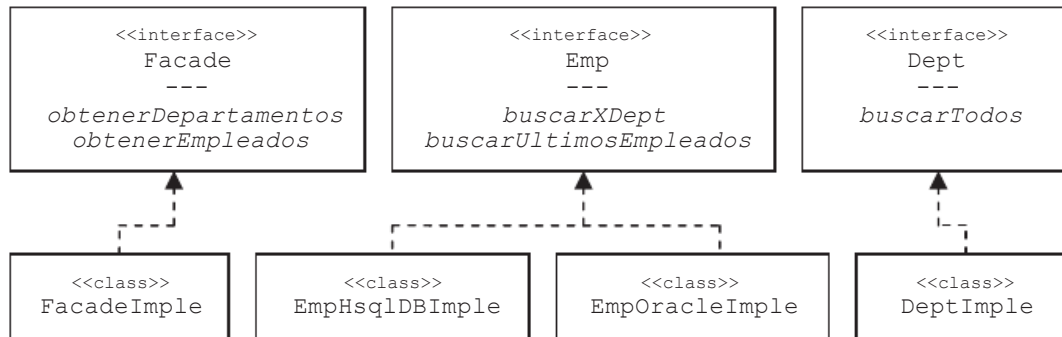 <<interface>>
Facade
---
obtenerDepartamentos
obtenerEmpleados
<<interface>>
Emp
---
buscarXDept
buscarUltimosEmpleados
<<interface>>
Dept
---
buscarTodos
<<class>>
FacadeImple
<<class>>
EmpHsqlDBImple
<<class>>
EmpOracleImple
<<class>>
DeptImple